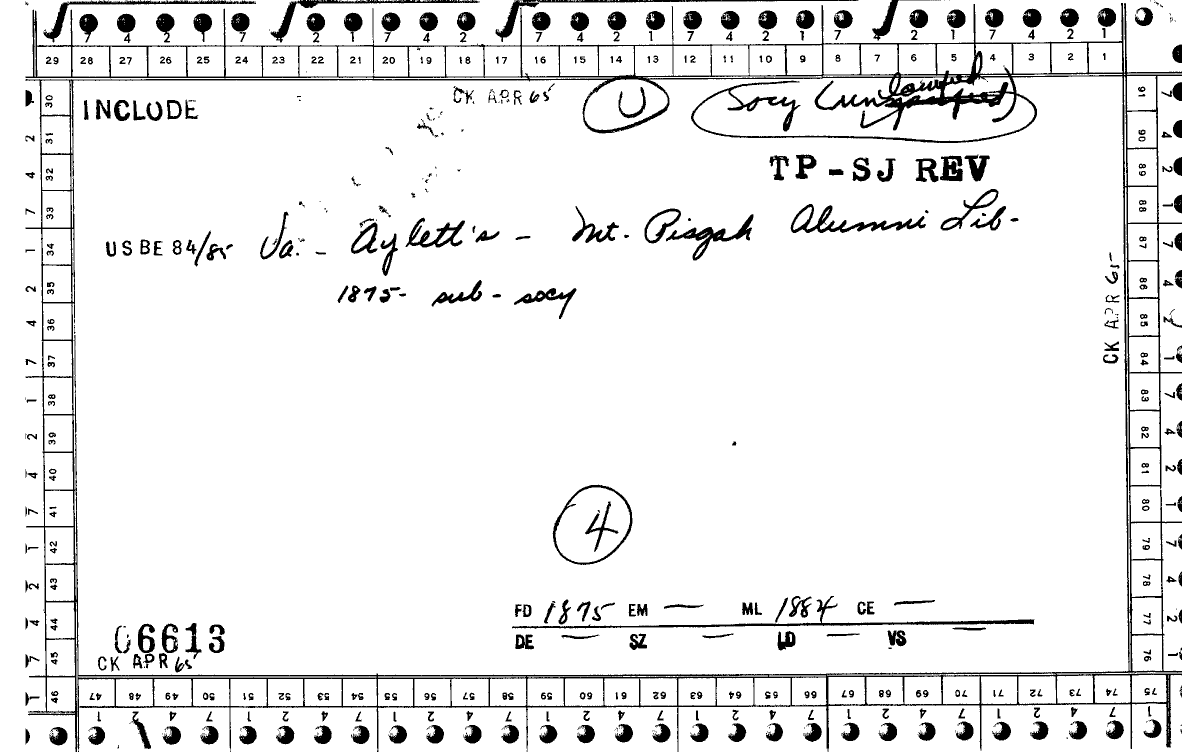 7 4 2 1 7 4 2 1 7 4 2 1 7 4 2 1 7 4 2 1 7 4 2 1 7 4 2 1
29 28 27 26 25 24 23 22 21 20 19 18 17 16 15 14 13 12 11 10 9 8 7 6 5 4 3 2 1
INCLUDE
CK APR 65
U
Socy (unclassified)
TP-SJ REV
USBE 84/85 Va. - Aylett's - Mt. Pisgah Alumni Lib-
1875- sub-socy
CK APR 65
4
FD 1875 EM — ML 1884 CE —
DE — SZ — LD — VS —
06613
CK APR 65
30 31 32 33 34 35 36 37 38 39 40 41 42 43 44 45 46
91 90 89 88 87 86 85 84 83 82 81 80 79 78 77 76 75
47 48 49 50 51 52 53 54 55 56 57 58 59 60 61 62 63 64 65 66 67 68 69 70 71 72 73 74 75
1 2 4 7 1 2 4 7 1 2 4 7 1 2 4 7 1 2 4 7 1 2 4 7 1 2 4 7 1